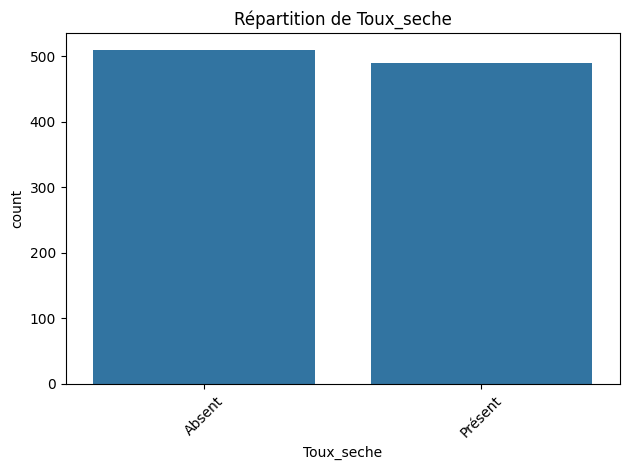 Répartition de Toux_seche
500
400
300
200
100
0
count
Absent
Présent
Toux_seche